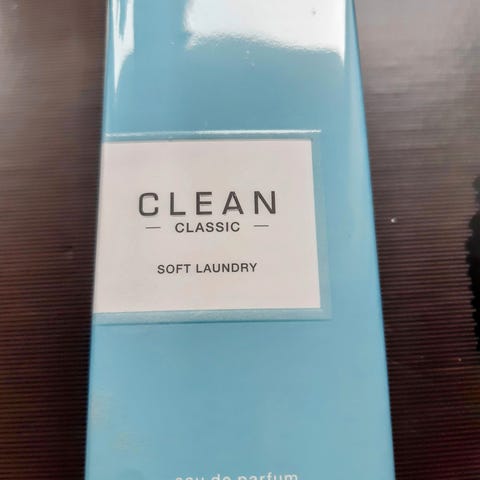 CLEAN
— CLASSIC —
SOFT LAUNDRY
eau de parfum